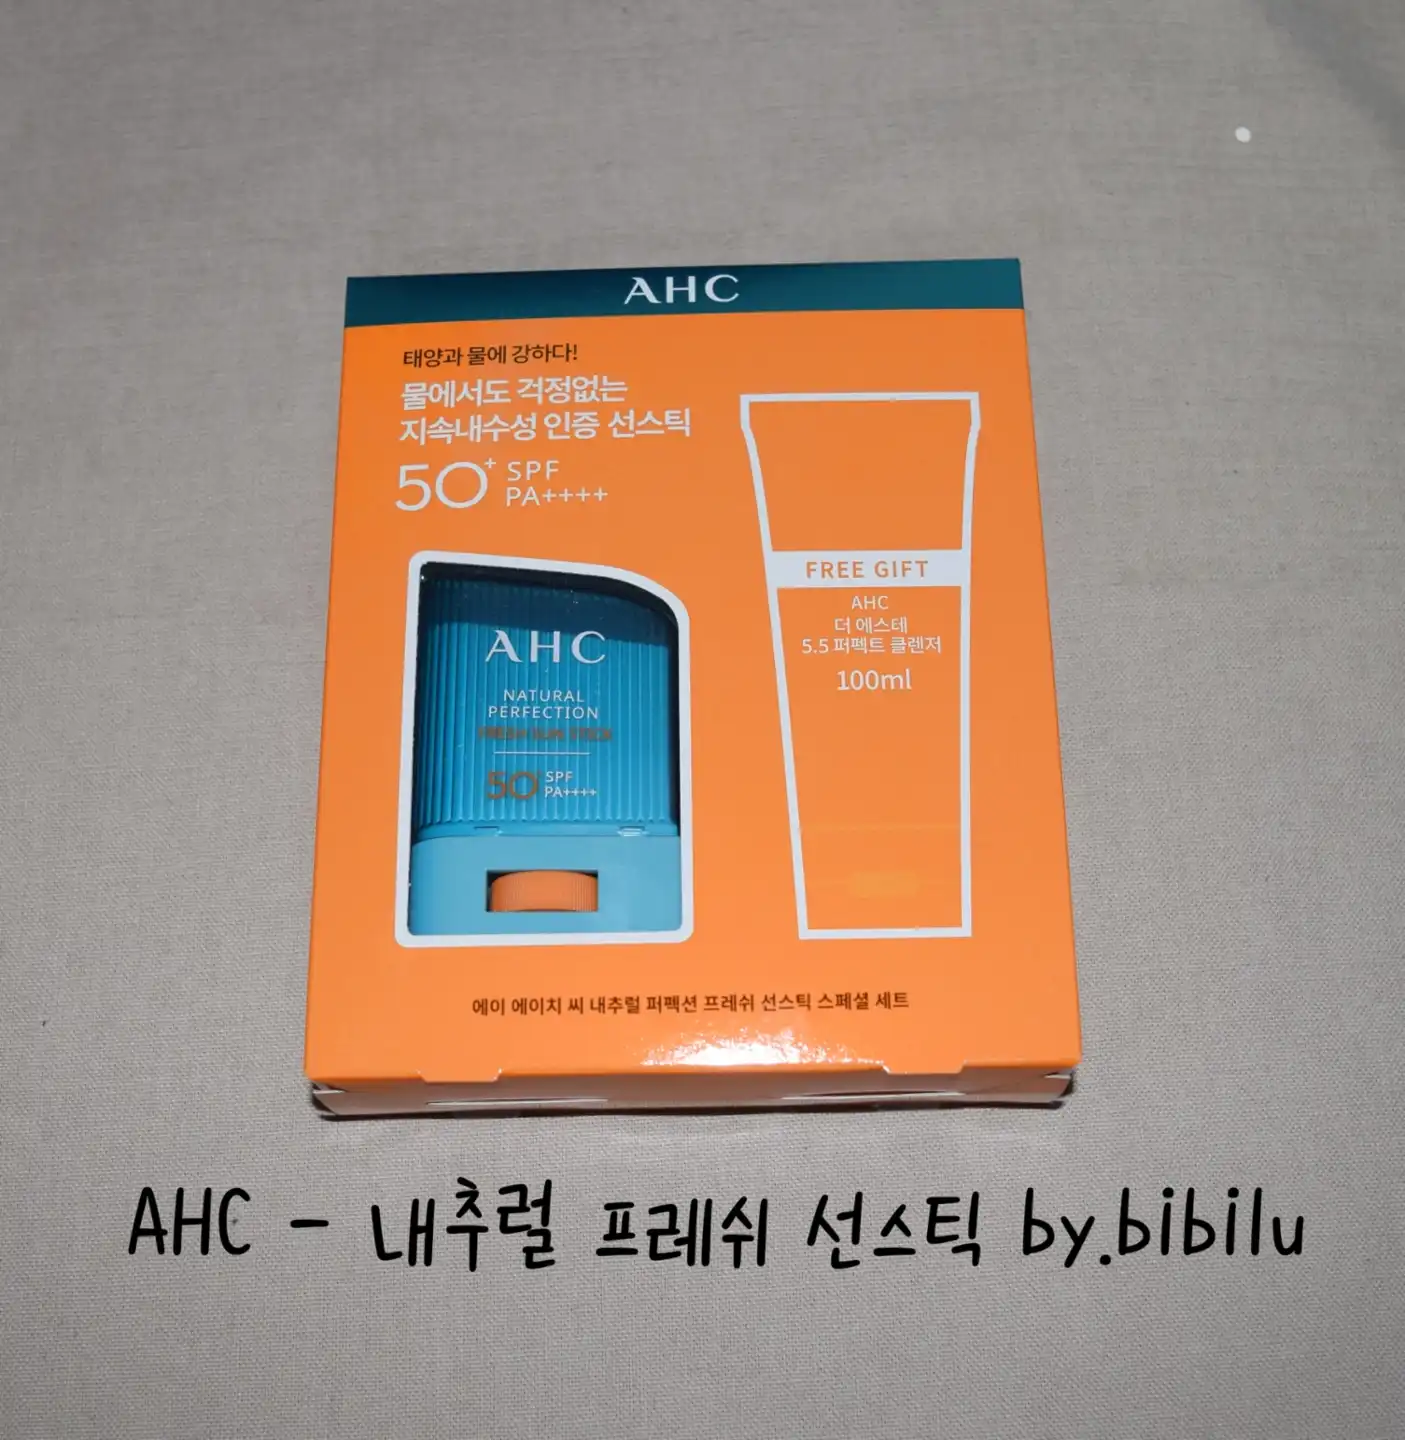 AHC
태양과 물에 강하다!
물에서도 걱정없는
지속내수성 인증 선스틱
50+ SPF
PA++++
AHC
NATURAL
PERFECTION
FRESH SUN STICK
50+ SPF
PA++++
FREE GIFT
AHC
더 에스테
5.5 퍼펙트 클렌저
100ml
에이 에이치 씨 내추럴 퍼펙션 프레쉬 선스틱 스페셜 세트
AHC - 내추럴 프레쉬 선스틱 by.bibilu